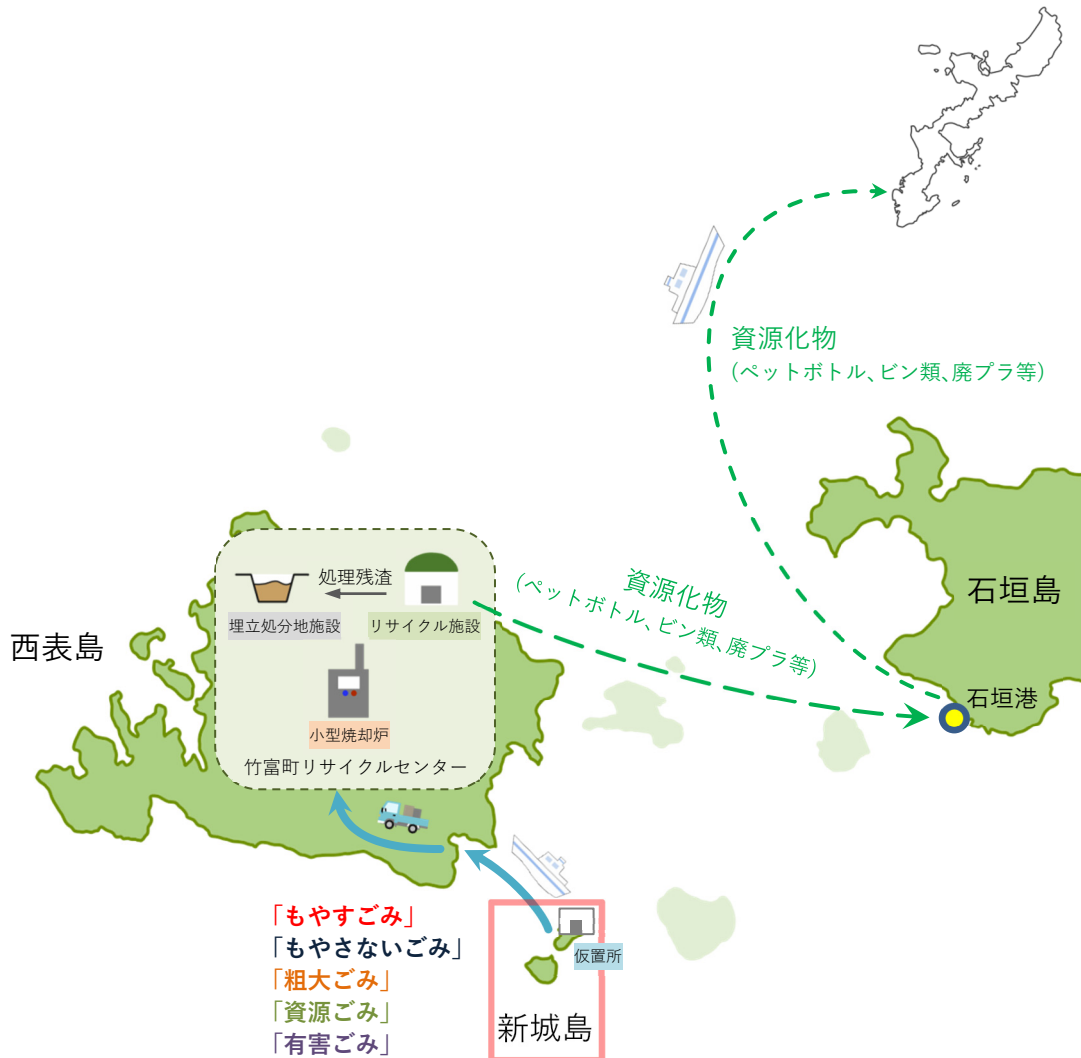 資源化物
(ペットボトル、ビン類、廃プラ等)
処理残渣
埋立処分地施設
リサイクル施設
資源化物
(ペットボトル、ビン類、廃プラ等)
石垣島
西表島
石垣港
小型焼却炉
竹富町リサイクルセンター
「もやすごみ」
「もやさないごみ」
「粗大ごみ」
「資源ごみ」
「有害ごみ」
仮置所
新城島